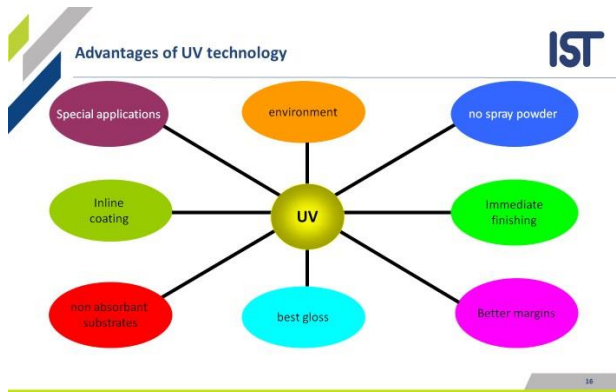 Advantages of UV technology
IST
Special applications
environment
no spray powder
Inline
coating
UV
Immediate
finishing
non absorbant
substrates
best gloss
Better margins
16